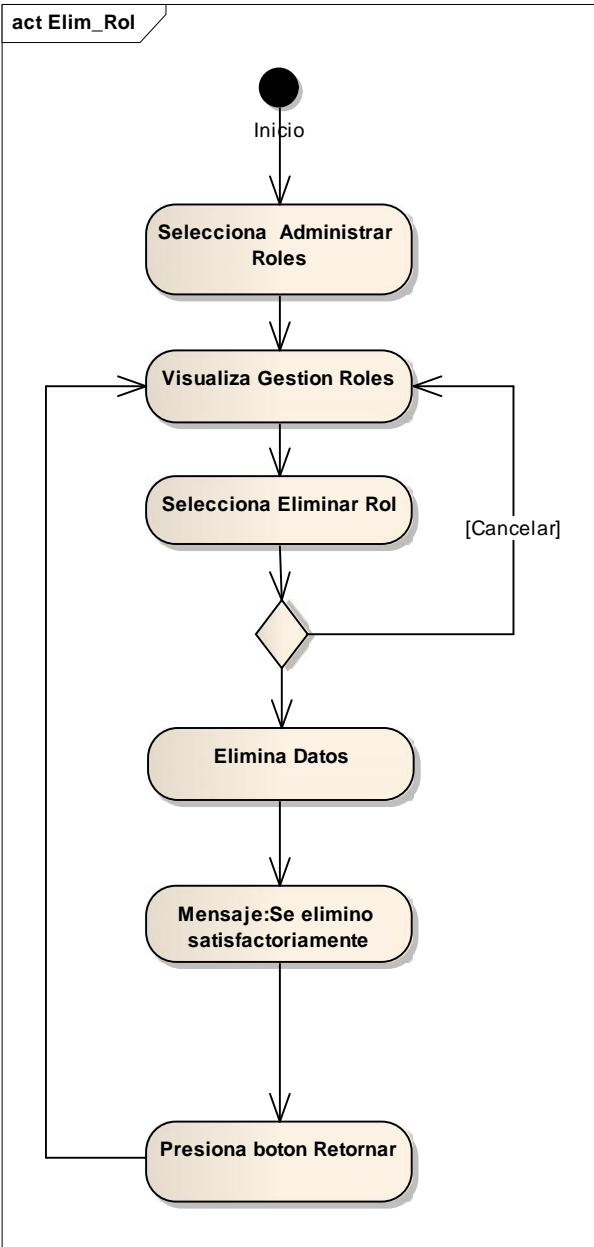 act Elim_Rol
Inicio
Selecciona Administrar
Roles
Visualiza Gestion Roles
Selecciona Eliminar Rol
[Cancelar]
Elimina Datos
Mensaje:Se elimino
satisfactoriamente
Presiona boton Retornar